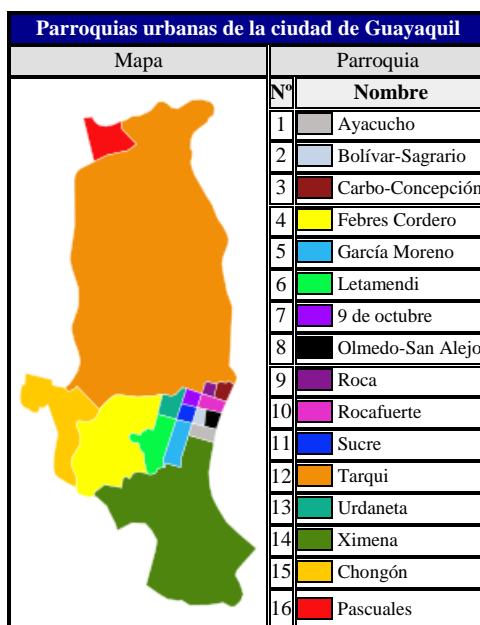 Parroquias urbanas de la ciudad de Guayaquil
Mapa
Parroquia
Nº Nombre
1 Ayacucho
2 Bolívar-Sagrario
3 Carbo-Concepción
4 Febres Cordero
5 García Moreno
6 Letamendi
7 9 de octubre
8 Olmedo-San Alejo
9 Roca
10 Rocafuerte
11 Sucre
12 Tarqui
13 Urdaneta
14 Ximena
15 Chongón
16 Pascuales